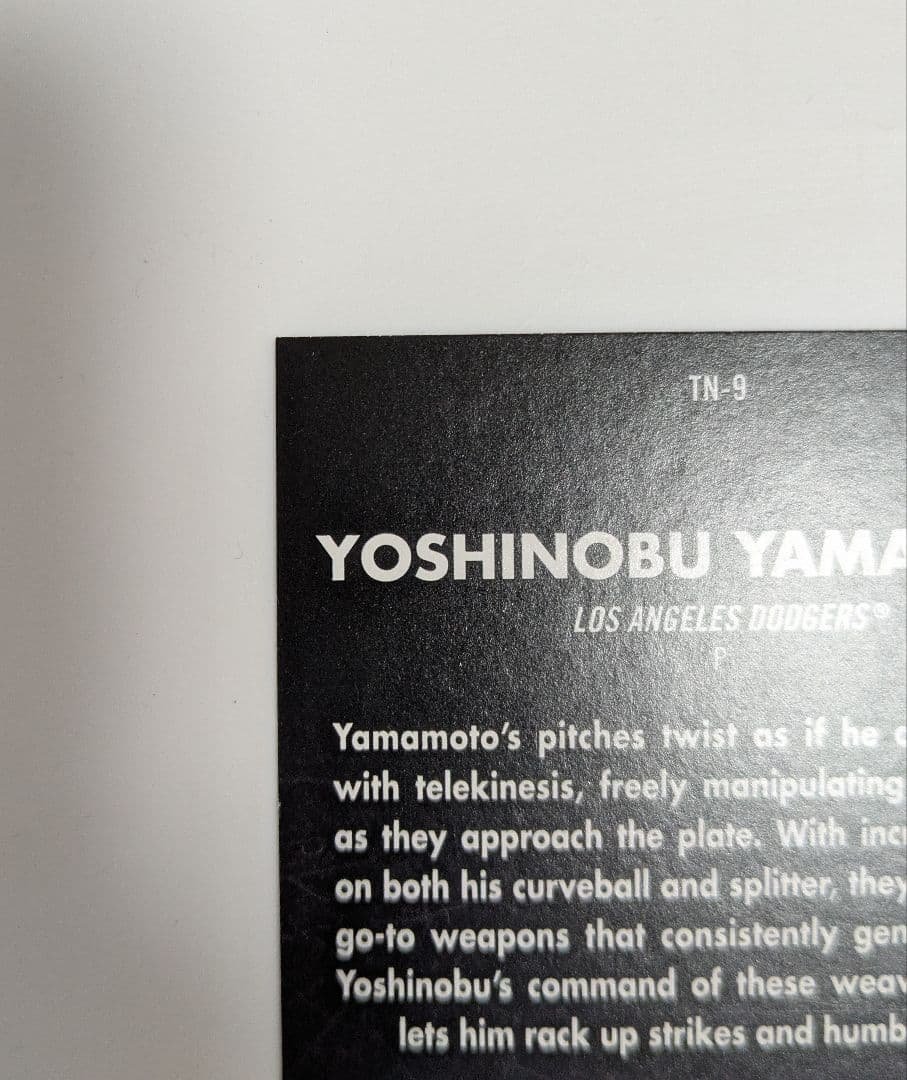 TN-9
YOSHINOBU YAMA
LOS ANGELES DODGERS®
P
Yamamoto's pitches twist as if he
with telekinesis, freely manipulating
as they approach the plate. With
on both his curveball and splitter, they
go-to weapons that consistently
Yoshinobu's command of these
lets him rack up strikes and